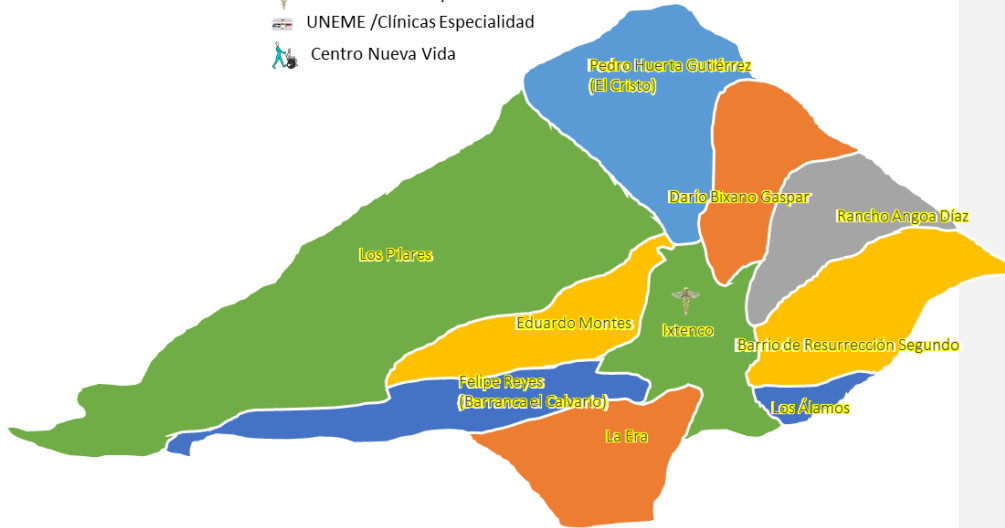 UNEME /Clínicas Especialidad
Centro Nueva Vida
Pedro Huerta Gutiérrez
(El Cristo)
Darío Bixano Gaspar
Rancho Angoa Díaz
Los Pilares
Eduardo Montes
Ixtenco
Barrio de Resurrección Segundo
Felipe Reyes
(Barranca el Calvario)
Los Álamos
La Era